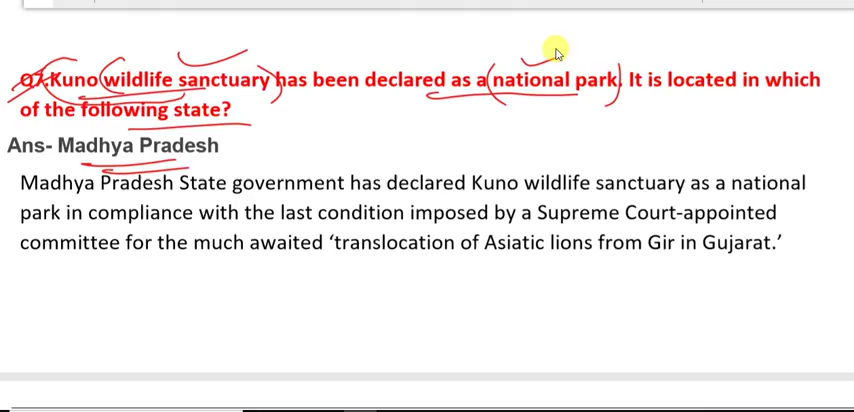 Q7.Kuno wildlife sanctuary has been declared as a national park. It is located in which
of the following state?
Ans- Madhya Pradesh
Madhya Pradesh State government has declared Kuno wildlife sanctuary as a national
park in compliance with the last condition imposed by a Supreme Court-appointed
committee for the much awaited ‘translocation of Asiatic lions from Gir in Gujarat.’